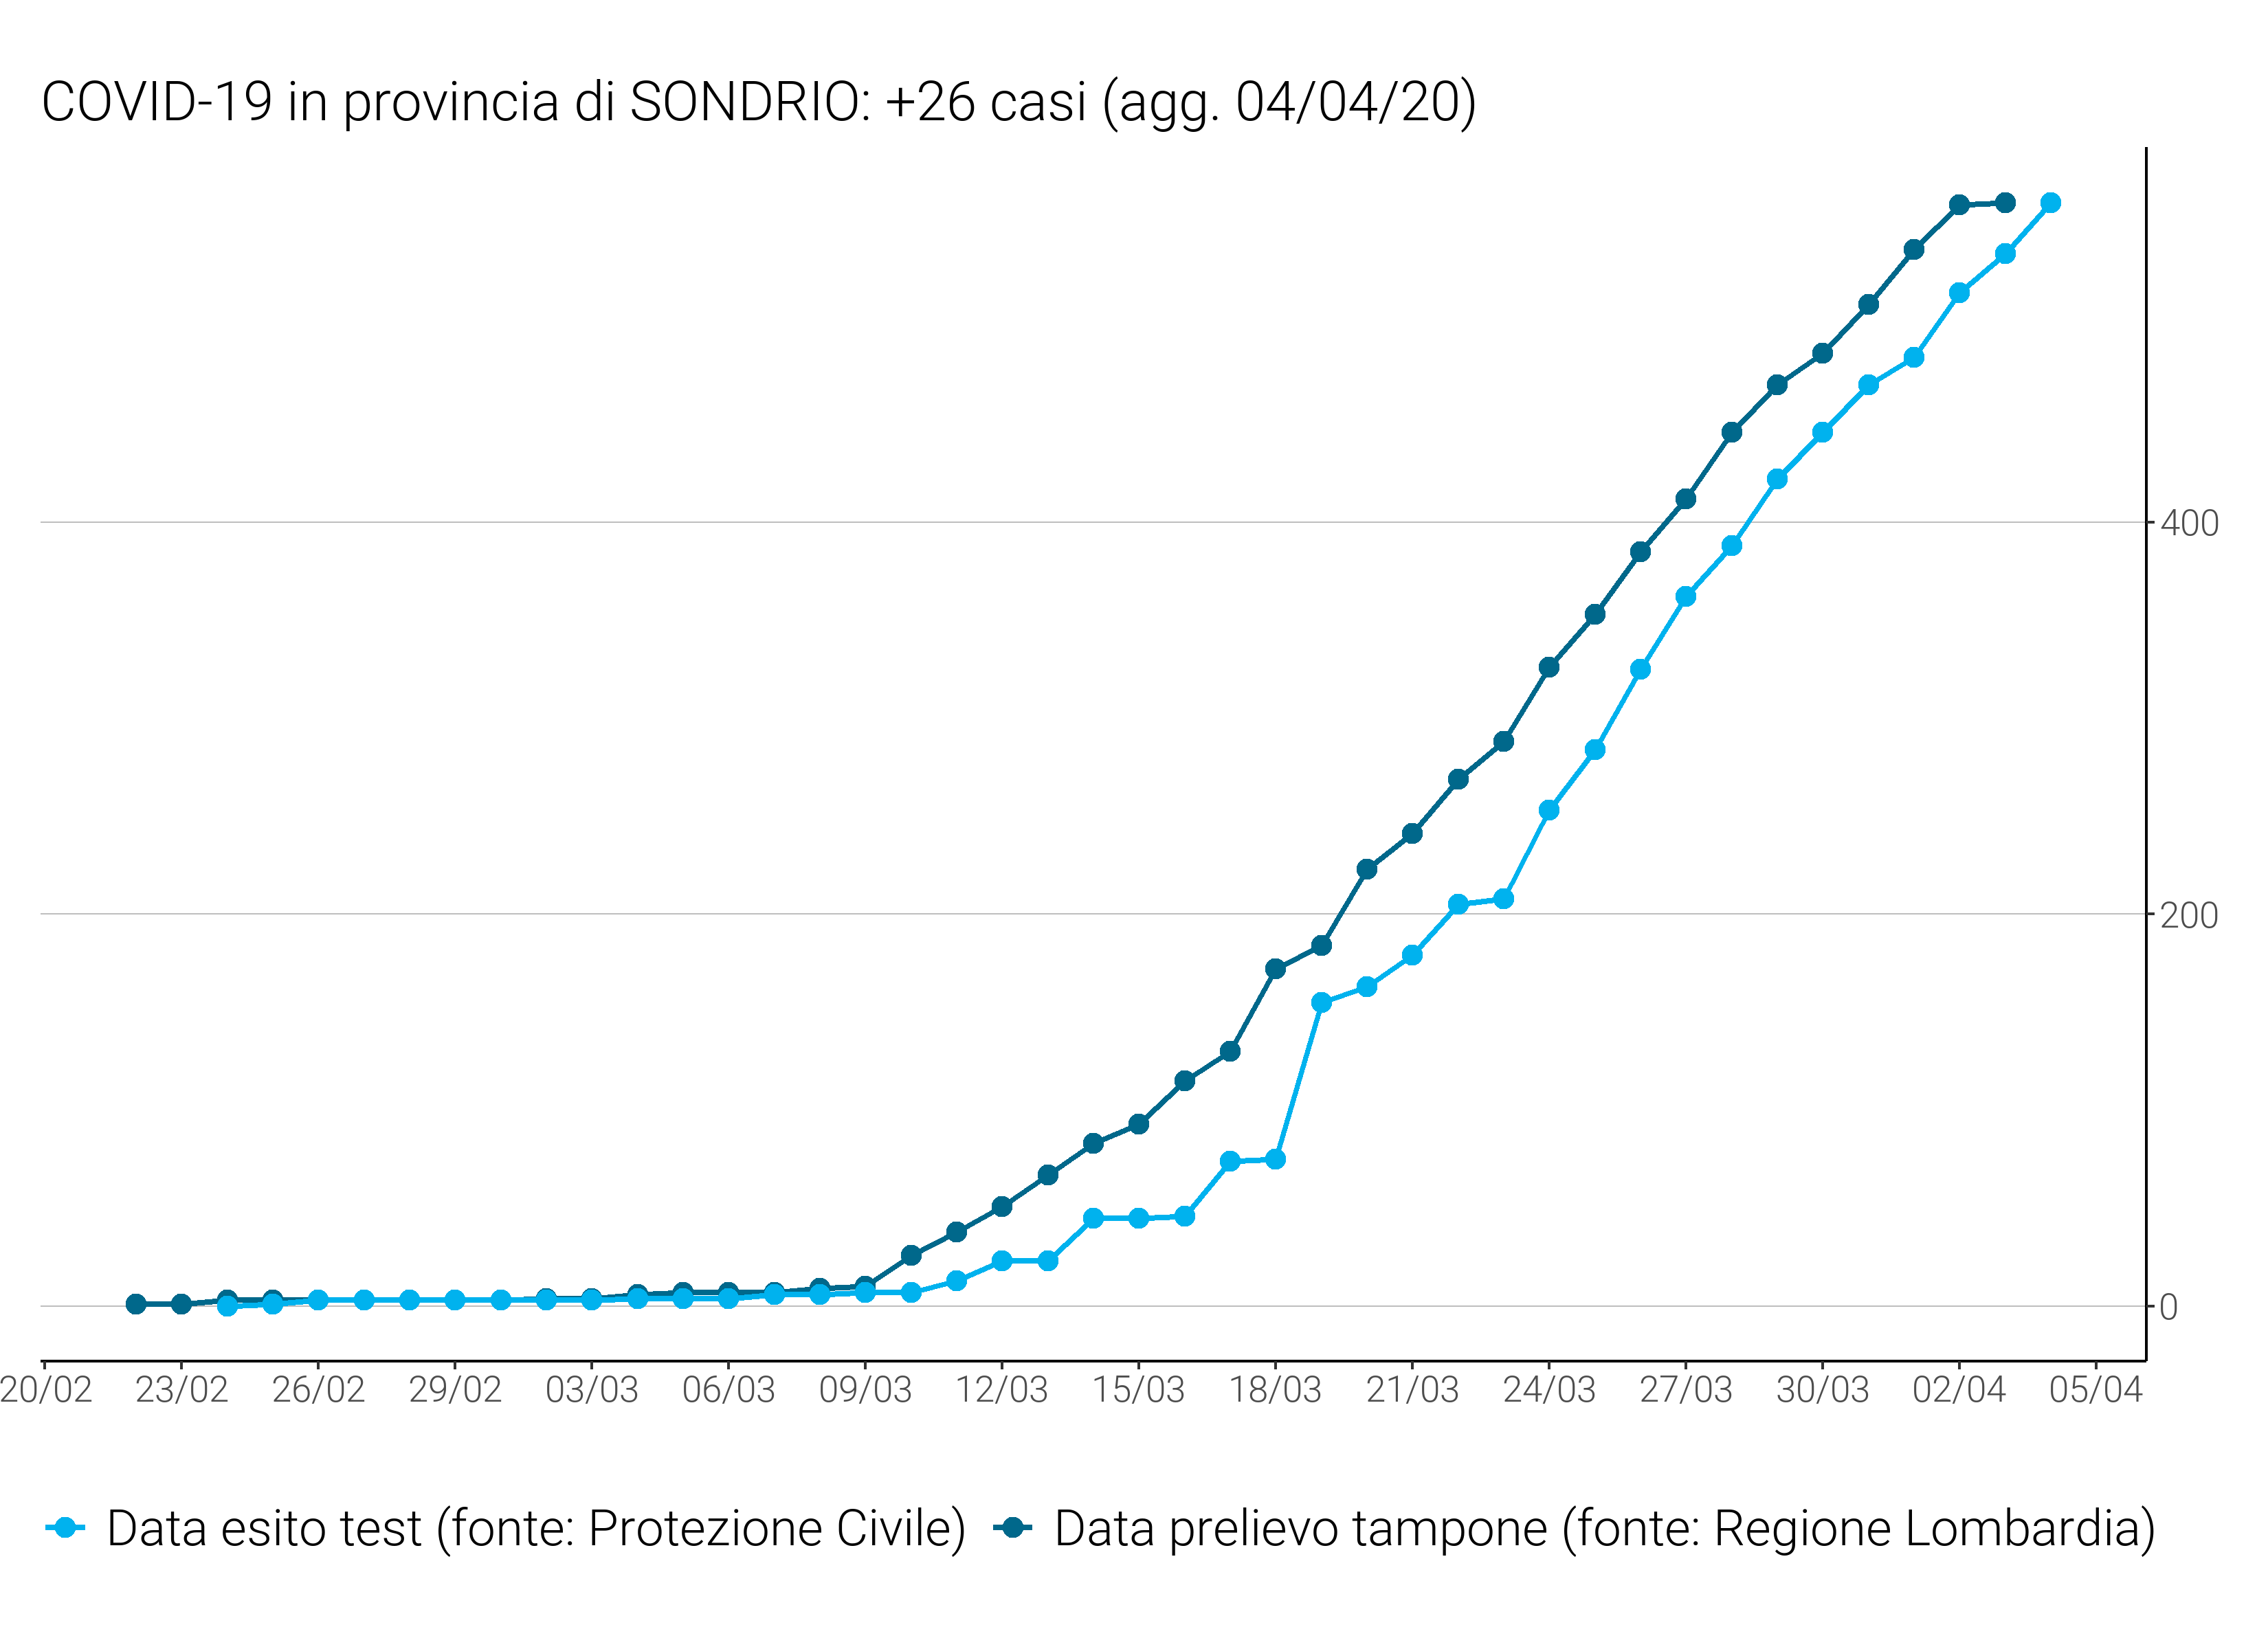 COVID-19 in provincia di SONDRIO: +26 casi (agg. 04/04/20)
400
200
0
20/02 23/02 26/02 29/02 03/03 06/03 09/03 12/03 15/03 18/03 21/03 24/03 27/03 30/03 02/04 05/04
Data esito test (fonte: Protezione Civile) Data prelievo tampone (fonte: Regione Lombardia)